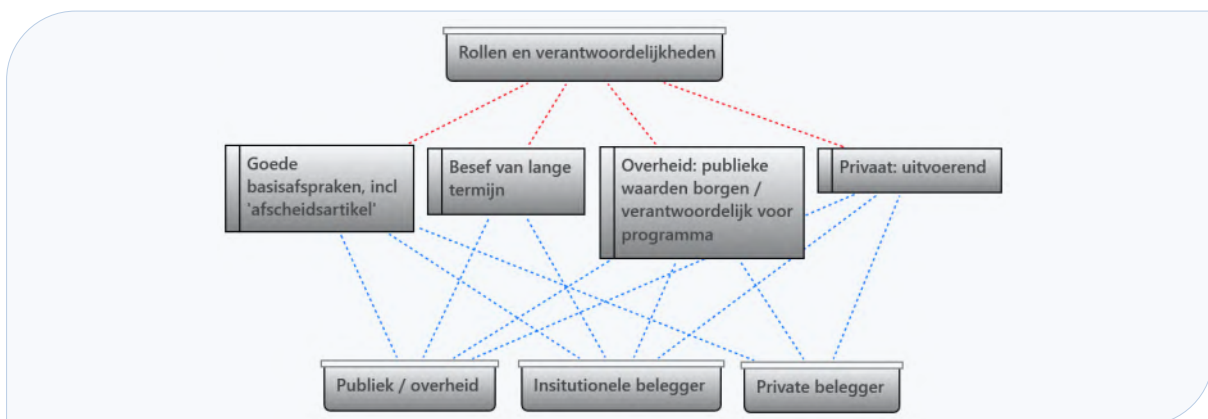 Rollen en verantwoordelijkheden
Goede
basisafspraken, incl
'afscheidsartikel'
Besef van lange
termijn
Overheid: publieke
waarden borgen /
verantwoordelijk voor
programma
Privaat: uitvoerend
Publiek / overheid
Insitutionele belegger
Private belegger